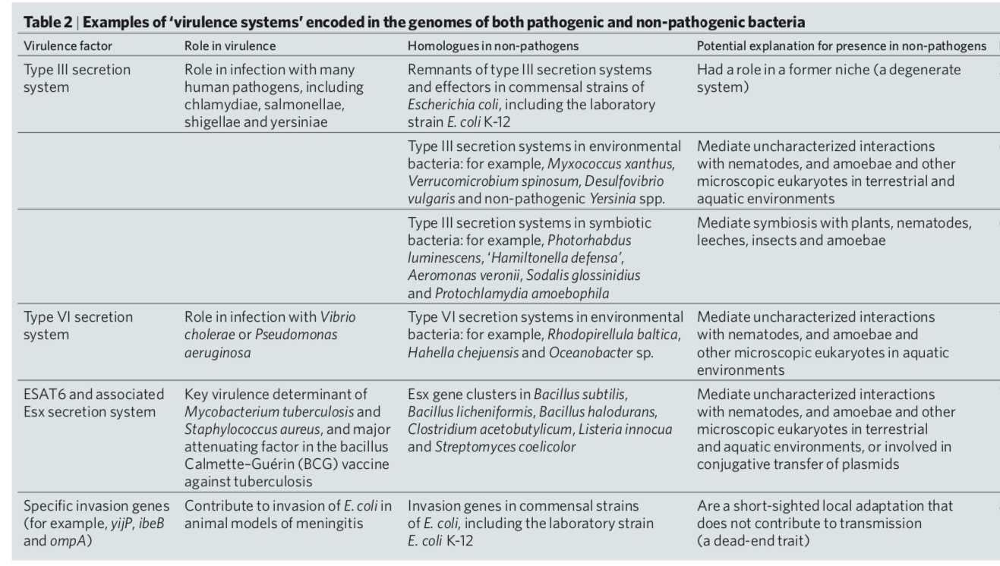 Table 2 | Examples of 'virulence systems' encoded in the genomes of both pathogenic and non-pathogenic bacteria
Virulence factor
Role in virulence
Homologues in non-pathogens
Potential explanation for presence in non-pathogens
Type III secretion
system
Role in infection with many
human pathogens, including
chlamydiae, salmonellae,
shigellae and yersiniae
Remnants of type III secretion systems
and effectors in commensal strains of
Escherichia coli, including the laboratory
strain E. coli K-12
Had a role in a former niche (a degenerate
system)
Type III secretion systems in environmental
bacteria: for example, Myxococcus xanthus,
Verrucomicrobium spinosum, Desulfovibrio
vulgaris and non-pathogenic Yersinia spp.
Mediate uncharacterized interactions
with nematodes, and amoebae and other
microscopic eukaryotes in terrestrial and
aquatic environments
Type III secretion systems in symbiotic
bacteria: for example, Photorhabdus
luminescens, 'Hamiltonella defensa',
Aeromonas veronii, Sodalis glossinidius
and Protochlamydia amoebophila
Mediate symbiosis with plants, nematodes,
leeches, insects and amoebae
Type VI secretion
system
Role in infection with Vibrio
cholerae or Pseudomonas
aeruginosa
Type VI secretion systems in environmental
bacteria: for example, Rhodopirellula baltica,
Hahella chejuensis and Oceanobacter sp.
Mediate uncharacterized interactions
with nematodes, and amoebae and
other microscopic eukaryotes in aquatic
environments
ESAT6 and associated
Esx secretion system
Key virulence determinant of
Mycobacterium tuberculosis and
Staphylococcus aureus, and major
attenuating factor in the bacillus
Calmette–Guérin (BCG) vaccine
against tuberculosis
Esx gene clusters in Bacillus subtilis,
Bacillus licheniformis, Bacillus halodurans,
Clostridium acetobutylicum, Listeria innocua
and Streptomyces coelicolor
Mediate uncharacterized interactions
with nematodes, and amoebae and other
microscopic eukaryotes in terrestrial
and aquatic environments, or involved in
conjugative transfer of plasmids
Specific invasion genes
(for example, yijP, ibeB
and ompA)
Contribute to invasion of E. coli in
animal models of meningitis
Invasion genes in commensal strains
of E. coli, including the laboratory strain
E. coli K-12
Are a short-sighted local adaptation that
does not contribute to transmission
(a dead-end trait)